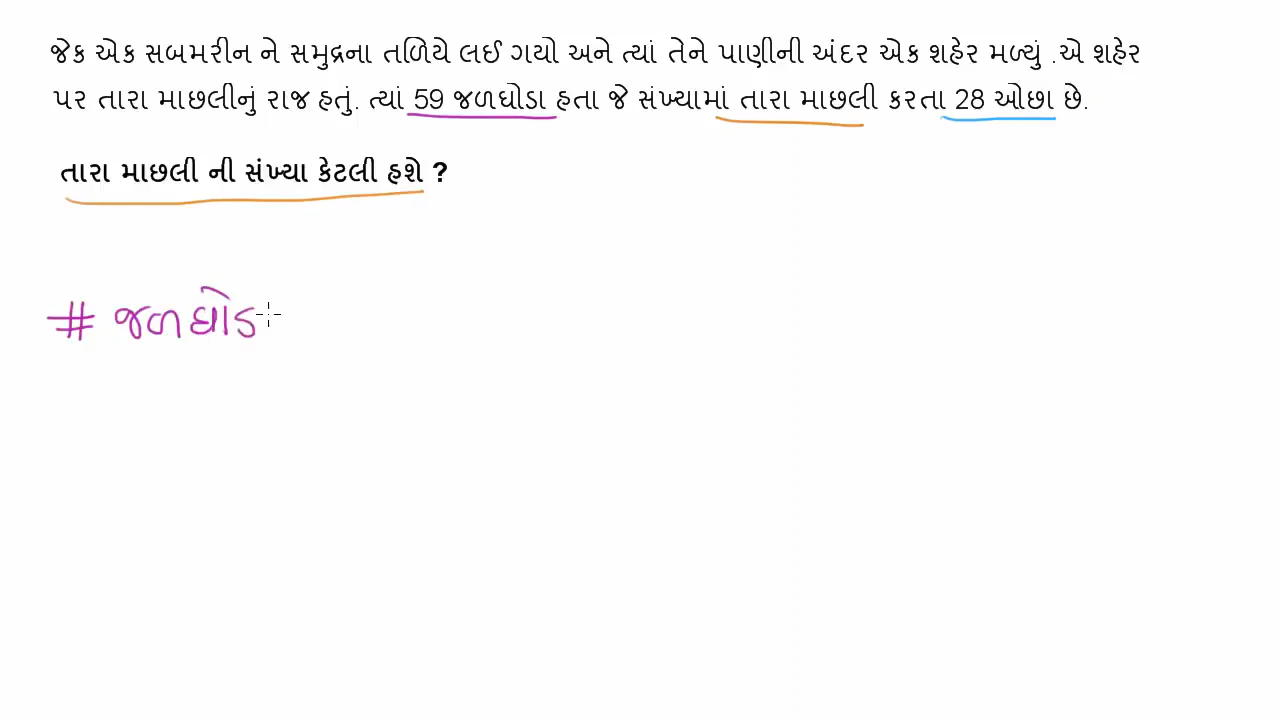 જેક એક સબમરીન ને સમુદ્રના તળિયે લઈ ગયો અને ત્યાં તેને પાણીની અંદર એક શહેર મળ્યું .એ શહેર
પર તારા માછલીનું રાજ હતું. ત્યાં 59 જળઘોડા હતા જે સંખ્યામાં તારા માછલી કરતા 28 ઓછા છે.
તારા માછલી ની સંખ્યા કેટલી હશે ?
# જળઘોડ